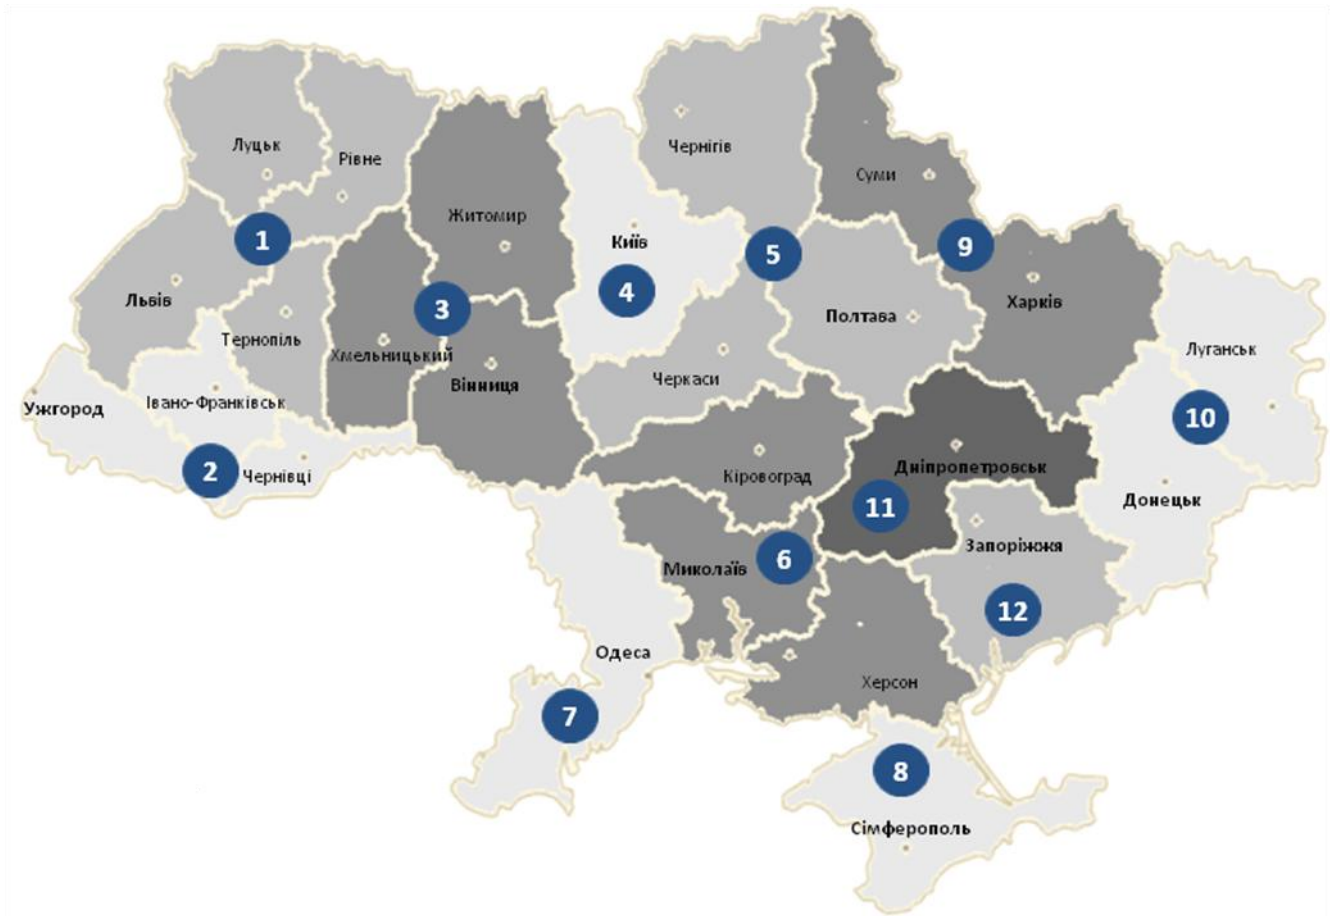 Луцьк
Рівне
Чернігів
Суми
Житомир
Київ
1
5
9
Львів
4
3
Полтава
Харків
Тернопіль
Хмельницький
Луганськ
Вінниця
Черкаси
Ужгород
Івано-Франківськ
10
2
Чернівці
Кіровоград
Дніпропетровськ
Донецьк
11
Запоріжжя
Миколаїв
6
12
Одеса
Херсон
7
8
Сімферополь